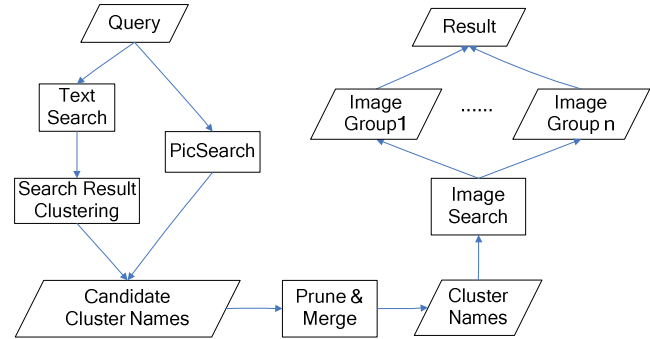 Query
Text
Search
PicSearch
Search Result
Clustering
Candidate
Cluster Names
Prune &
Merge
Cluster
Names
Image
Search
Image
Group1
......
Image
Group n
Result